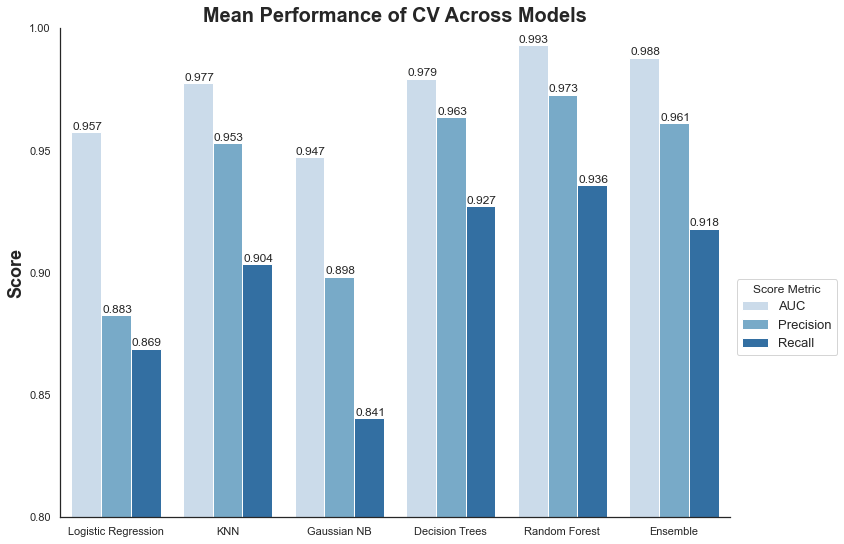 Mean Performance of CV Across Models
Score
1.00
0.95
0.90
0.85
0.80
0.957
0.883
0.869
0.977
0.953
0.904
0.947
0.898
0.841
0.979
0.963
0.927
0.993
0.973
0.936
0.988
0.961
0.918
Logistic Regression
KNN
Gaussian NB
Decision Trees
Random Forest
Ensemble
Score Metric
AUC
Precision
Recall